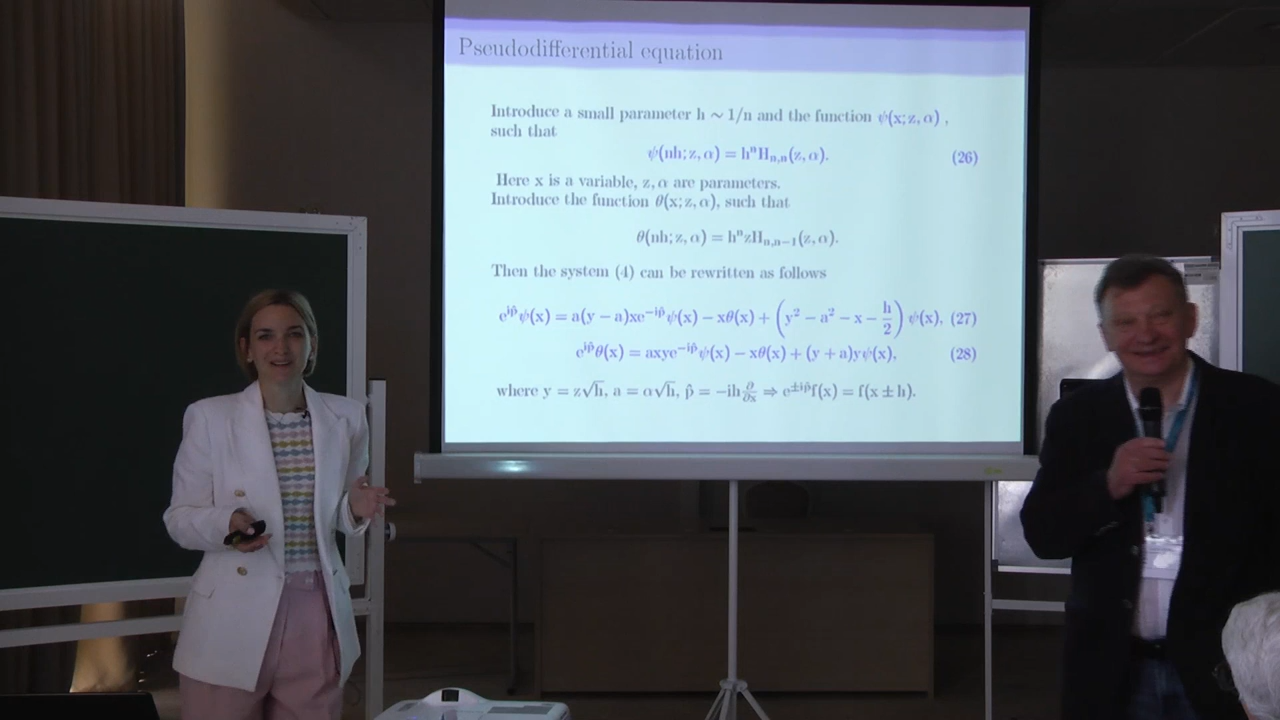 Pseudodifferential equation
Introduce a small parameter h ∼ 1/n and the function ψ(x; z, α) ,
such that
ψ(nh; z, α) = hⁿHₙ,ₙ(z, α). (26)
Here x is a variable, z, α are parameters.
Introduce the function θ(x; z, α), such that
θ(nh; z, α) = hⁿzHₙ,ₙ₋₁(z, α).
Then the system (4) can be rewritten as follows
e^{ip̂}ψ(x) = a(y − a)xe^{−ip̂}ψ(x) − xθ(x) + (y² − a² − x − h/2) ψ(x), (27)
e^{ip̂}θ(x) = axye^{−ip̂}ψ(x) − xθ(x) + (y + a)yψ(x), (28)
where y = z√h, a = α√h, p̂ = −ih ∂/∂x ⇒ e^{±ip̂}f(x) = f(x ± h).